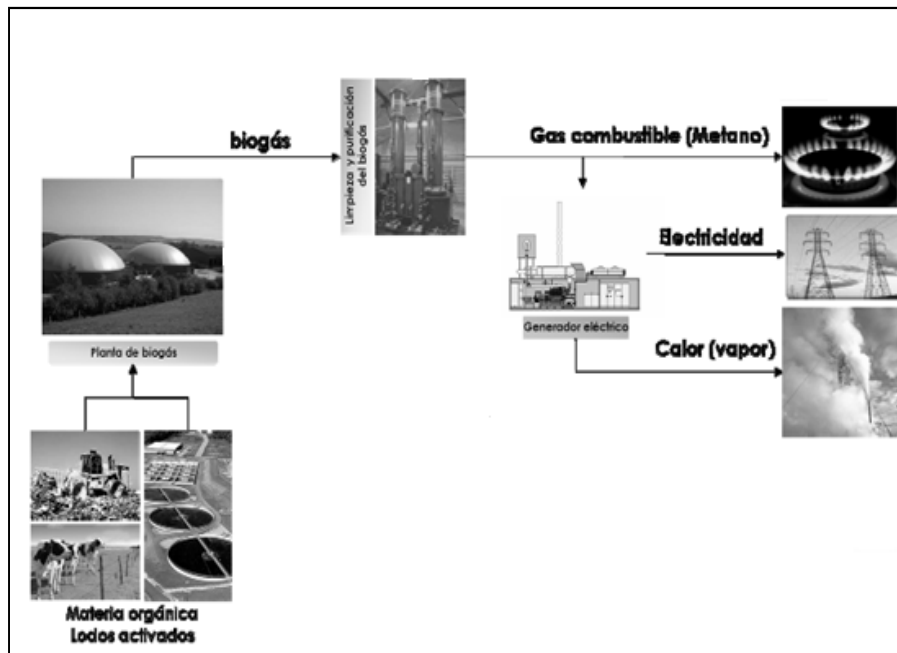 biogás
Limpieza y purificación
del biogás
Gas combustible (Metano)
Electricidad
Generador eléctrico
Planta de biogás
Calor (vapor)
Materia orgánica
Lodos activados